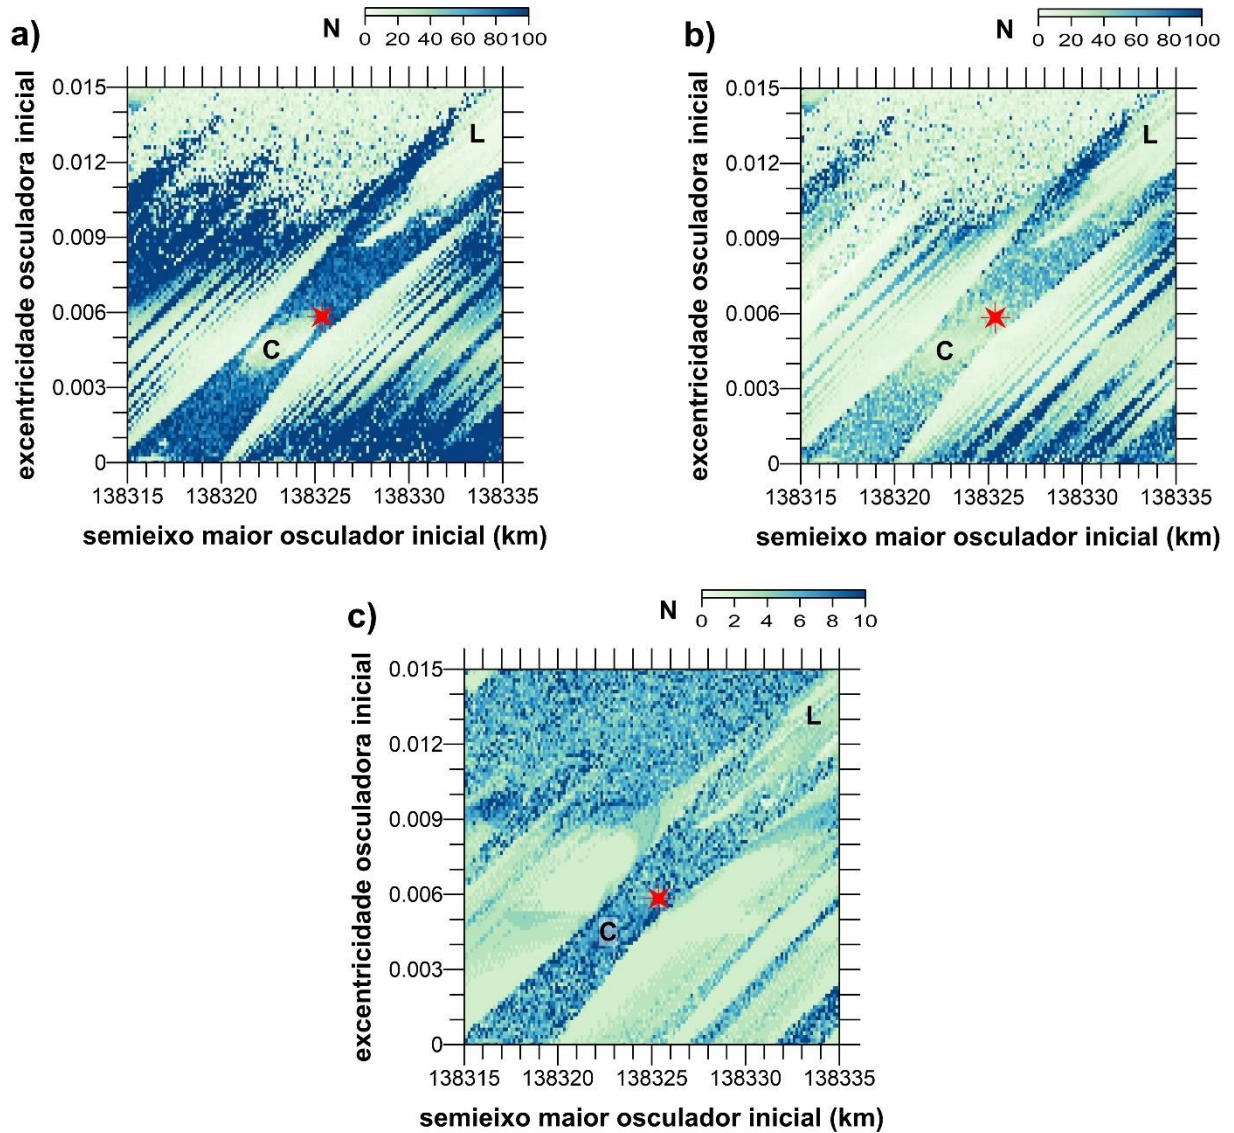 a)
N
0 20 40 60 80 100
excentricidade osculadora inicial
0.015
0.012
0.009
0.006
0.003
0
L
C
138315 138320 138325 138330 138335
semieixo maior osculador inicial (km)
b)
N
0 20 40 60 80 100
excentricidade osculadora inicial
0.015
0.012
0.009
0.006
0.003
0
L
C
138315 138320 138325 138330 138335
semieixo maior osculador inicial (km)
c)
N
0 2 4 6 8 10
excentricidade osculadora inicial
0.015
0.012
0.009
0.006
0.003
0
L
C
138315 138320 138325 138330 138335
semieixo maior osculador inicial (km)